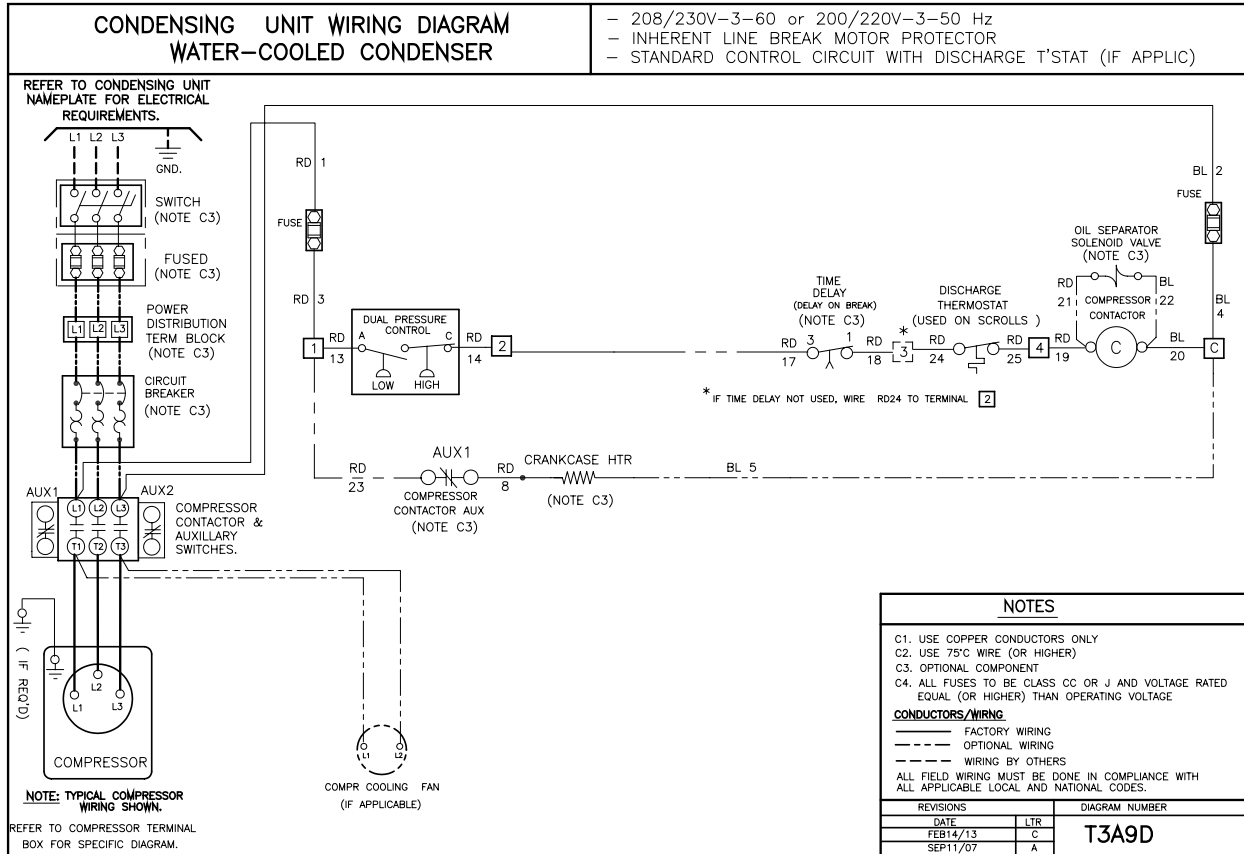 CONDENSING UNIT WIRING DIAGRAM
WATER-COOLED CONDENSER
- 208/230V-3-60 or 200/220V-3-50 Hz
- INHERENT LINE BREAK MOTOR PROTECTOR
- STANDARD CONTROL CIRCUIT WITH DISCHARGE T'STAT (IF APPLIC)
REFER TO CONDENSING UNIT
NAMEPLATE FOR ELECTRICAL
REQUIREMENTS.
L1 L2 L3
GND.
SWITCH
(NOTE C3)
FUSED
(NOTE C3)
POWER
DISTRIBUTION
TERM BLOCK
(NOTE C3)
L1 L2 L3
CIRCUIT
BREAKER
(NOTE C3)
AUX1
AUX2
L1 L2 L3
T1 T2 T3
COMPRESSOR
CONTACTOR &
AUXILLARY
SWITCHES.
( IF REQ'D)
L1
L2
L3
COMPRESSOR
NOTE: TYPICAL COMPRESSOR
WIRING SHOWN.
REFER TO COMPRESSOR TERMINAL
BOX FOR SPECIFIC DIAGRAM.
RD 1
FUSE
RD 3
1
RD
13
DUAL PRESSURE
CONTROL
A
C
LOW
HIGH
RD
14
2
TIME
DELAY
(DELAY ON BREAK)
(NOTE C3)
RD
17
3
1
RD
18
*
3
DISCHARGE
THERMOSTAT
(USED ON SCROLLS )
RD
24
RD
25
4
RD
19
OIL SEPARATOR
SOLENOID VALVE
(NOTE C3)
RD
21
BL
22
COMPRESSOR
CONTACTOR
C
BL
20
C
BL 2
FUSE
BL
4
* IF TIME DELAY NOT USED, WIRE RD24 TO TERMINAL 2
RD
23
AUX1
COMPRESSOR
CONTACTOR AUX
(NOTE C3)
RD
8
CRANKCASE HTR
(NOTE C3)
BL 5
L1
L2
COMPR COOLING FAN
(IF APPLICABLE)
NOTES
C1. USE COPPER CONDUCTORS ONLY
C2. USE 75°C WIRE (OR HIGHER)
C3. OPTIONAL COMPONENT
C4. ALL FUSES TO BE CLASS CC OR J AND VOLTAGE RATED
EQUAL (OR HIGHER) THAN OPERATING VOLTAGE
CONDUCTORS/WIRNG
FACTORY WIRING
OPTIONAL WIRING
WIRING BY OTHERS
ALL FIELD WIRING MUST BE DONE IN COMPLIANCE WITH
ALL APPLICABLE LOCAL AND NATIONAL CODES.
REVISIONS
DIAGRAM NUMBER
DATE LTR
FEB14/13 C
SEP11/07 A
T3A9D